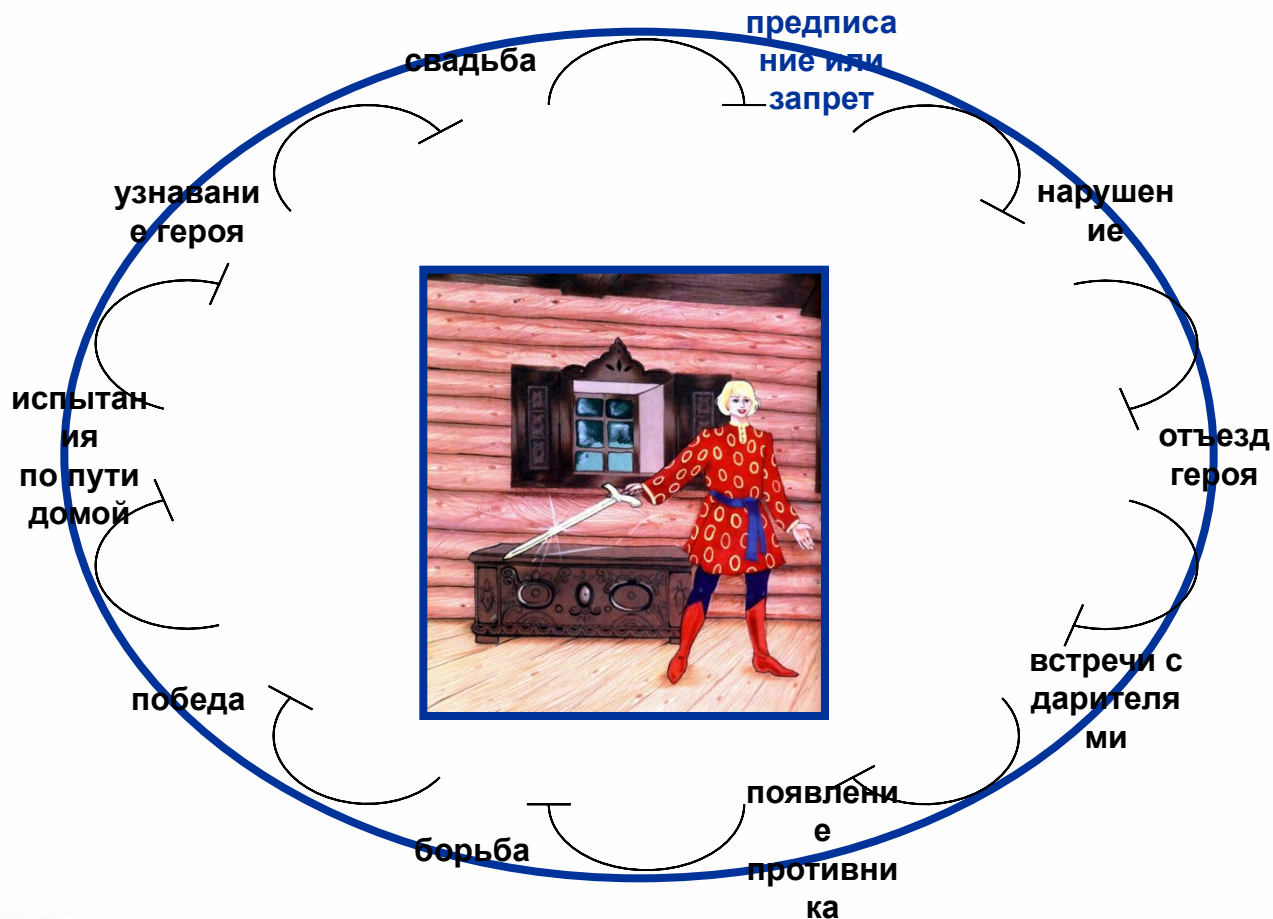 предписа
ние или
запрет
нарушен
ие
отъезд
героя
встречи с
дарителя
ми
появлени
е
противни
ка
борьба
победа
испытан
ия
по пути
домой
узнавани
е героя
свадьба